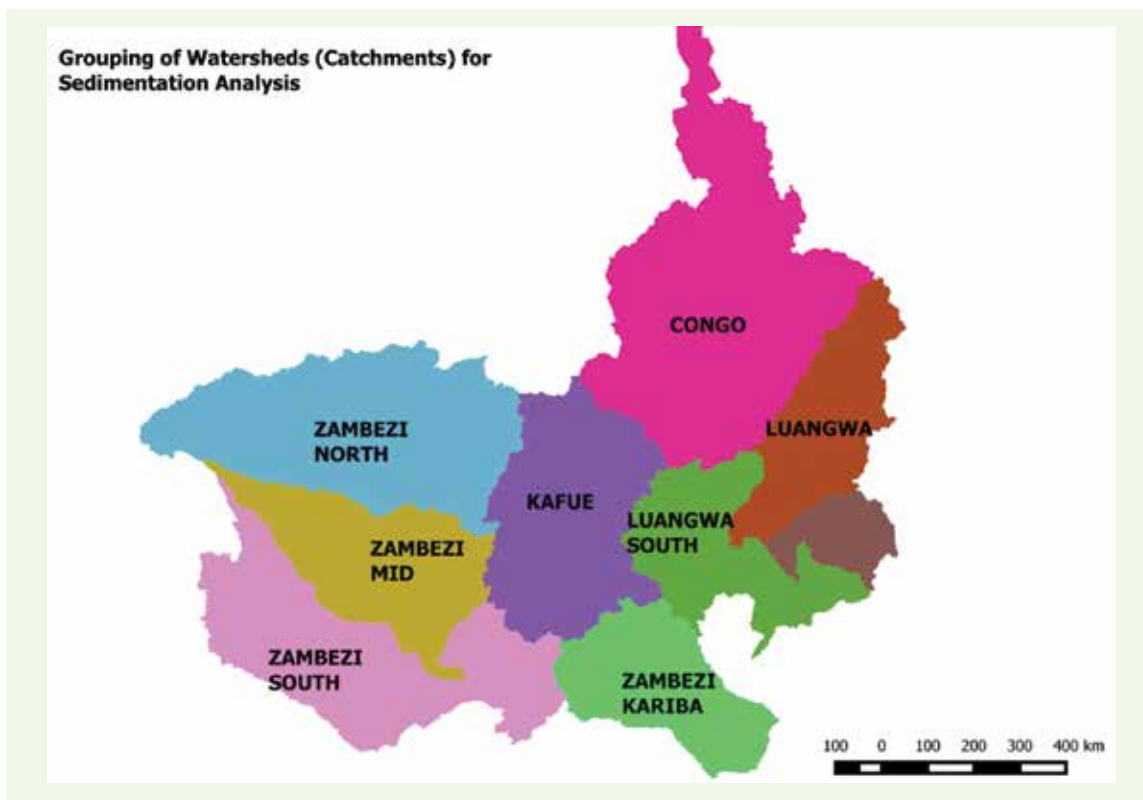 Grouping of Watersheds (Catchments) for
Sedimentation Analysis
CONGO
ZAMBEZI
NORTH
LUANGWA
KAFUE
LUANGWA
SOUTH
ZAMBEZI
MID
ZAMBEZI
SOUTH
ZAMBEZI
KARIBA
100 0 100 200 300 400 km